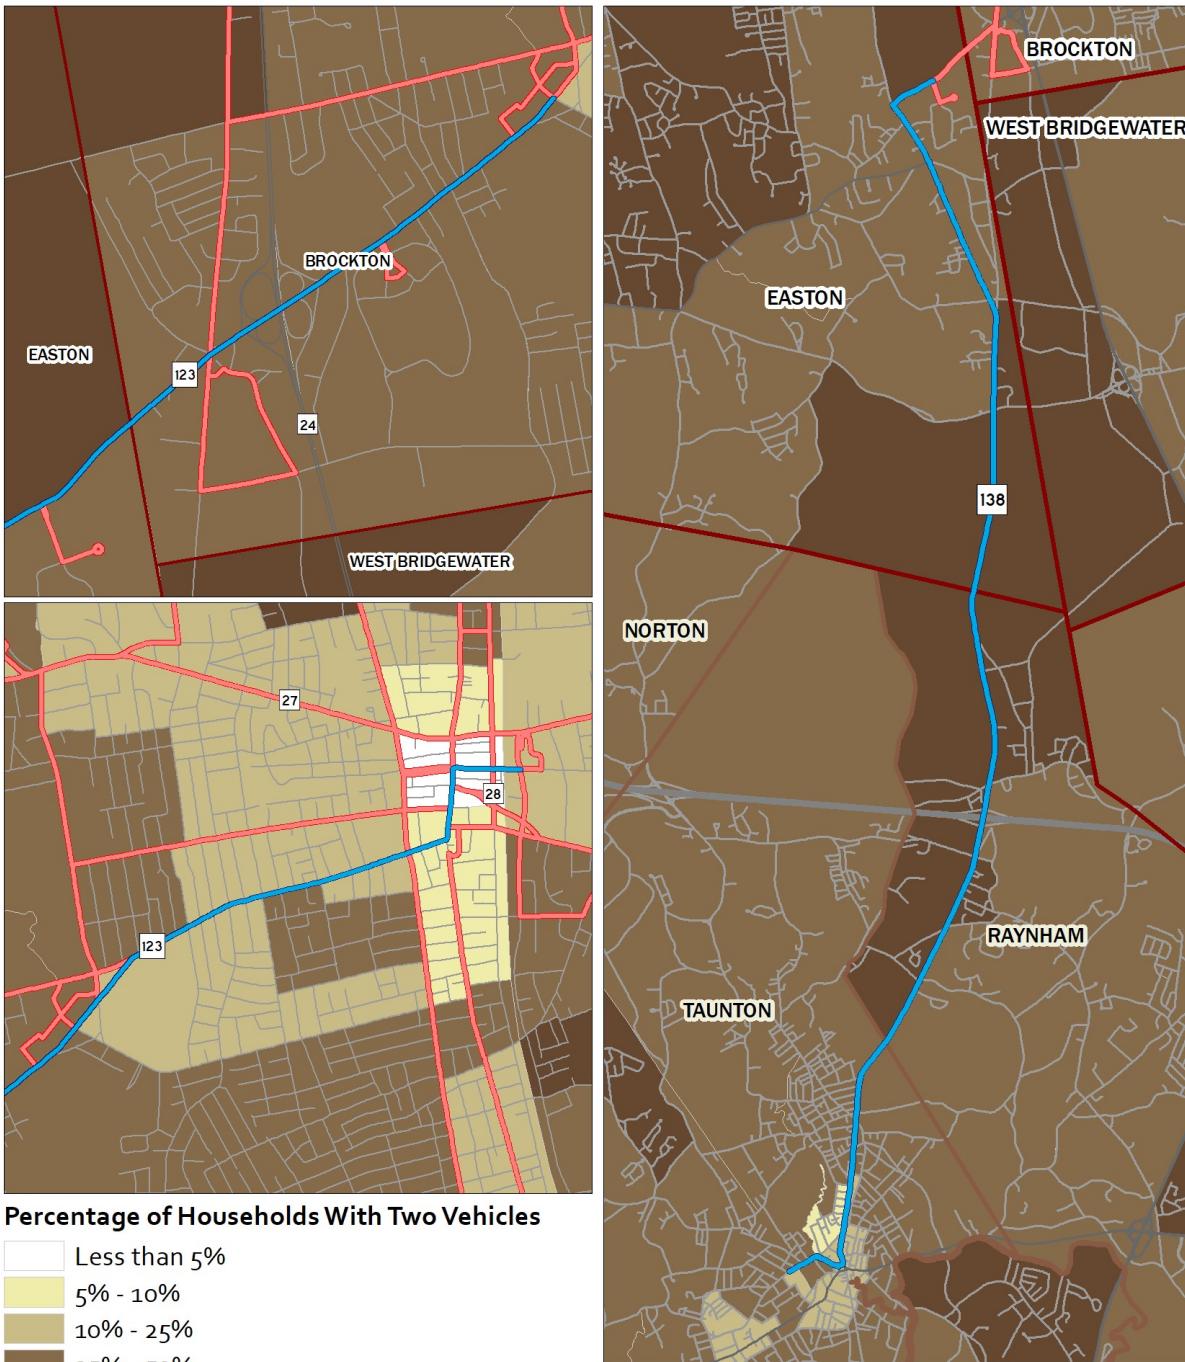 BROCKTON
EASTON
123
24
WEST BRIDGEWATER
27
28
123
Percentage of Households With Two Vehicles
Less than 5%
5% - 10%
10% - 25%
BROCKTON
WEST BRIDGEWATER
EASTON
138
NORTON
RAYNHAM
TAUNTON